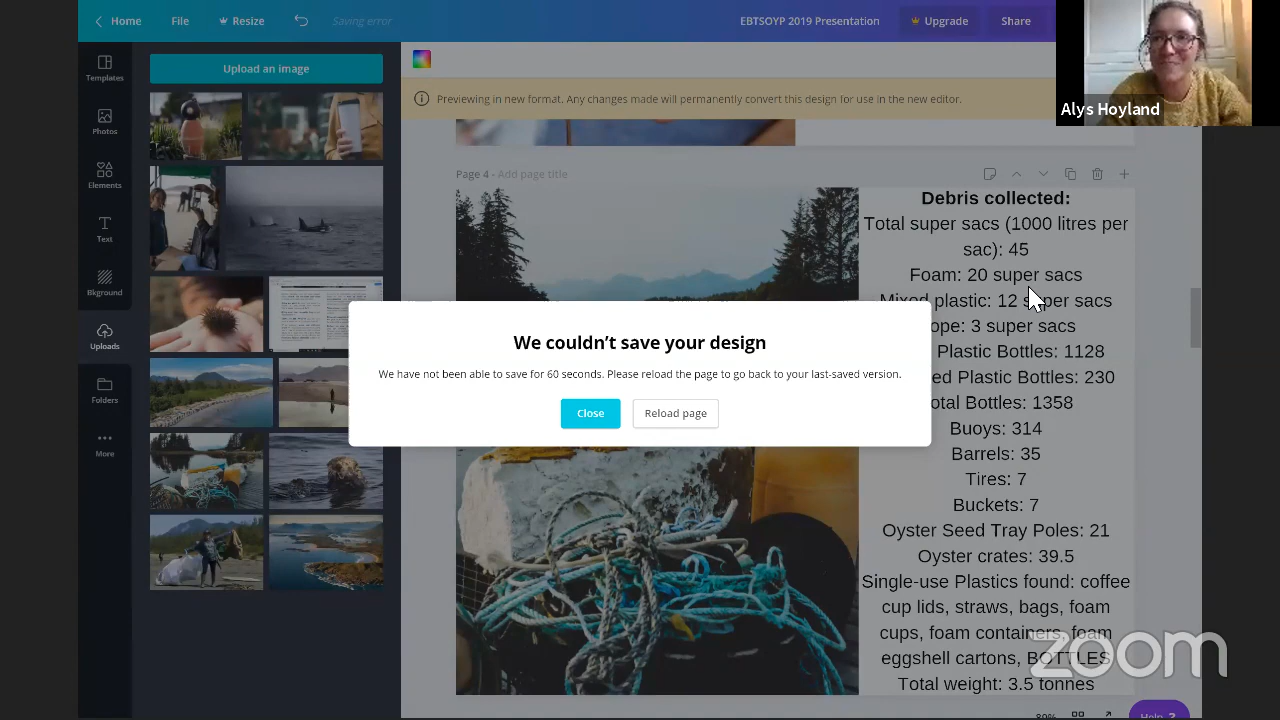 Home File Resize Saving error EBTSOYP 2019 Presentation Upgrade Share
Templates
Photos
Elements
Text
Bkground
Uploads
Folders
More
Upload an image
Previewing in new format. Any changes made will permanently convert this design for use in the new editor.
Alys Hoyland
Page 4 - Add page title
Debris collected:
Total super sacs (1000 litres per
sac): 45
Foam: 20 super sacs
Mixed plastic: 12 super sacs
ope: 3 super sacs
Plastic Bottles: 1128
ed Plastic Bottles: 230
otal Bottles: 1358
Buoys: 314
Barrels: 35
Tires: 7
Buckets: 7
Oyster Seed Tray Poles: 21
Oyster crates: 39.5
Single-use Plastics found: coffee
cup lids, straws, bags, foam
cups, foam containers, foam
eggshell cartons, BOTTLES
Total weight: 3.5 tonnes
We couldn't save your design
We have not been able to save for 60 seconds. Please reload the page to go back to your last-saved version.
Close Reload page
zoom
80% Help ?